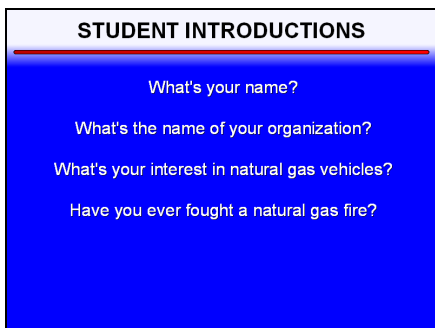 STUDENT INTRODUCTIONS
What's your name?
What's the name of your organization?
What's your interest in natural gas vehicles?
Have you ever fought a natural gas fire?